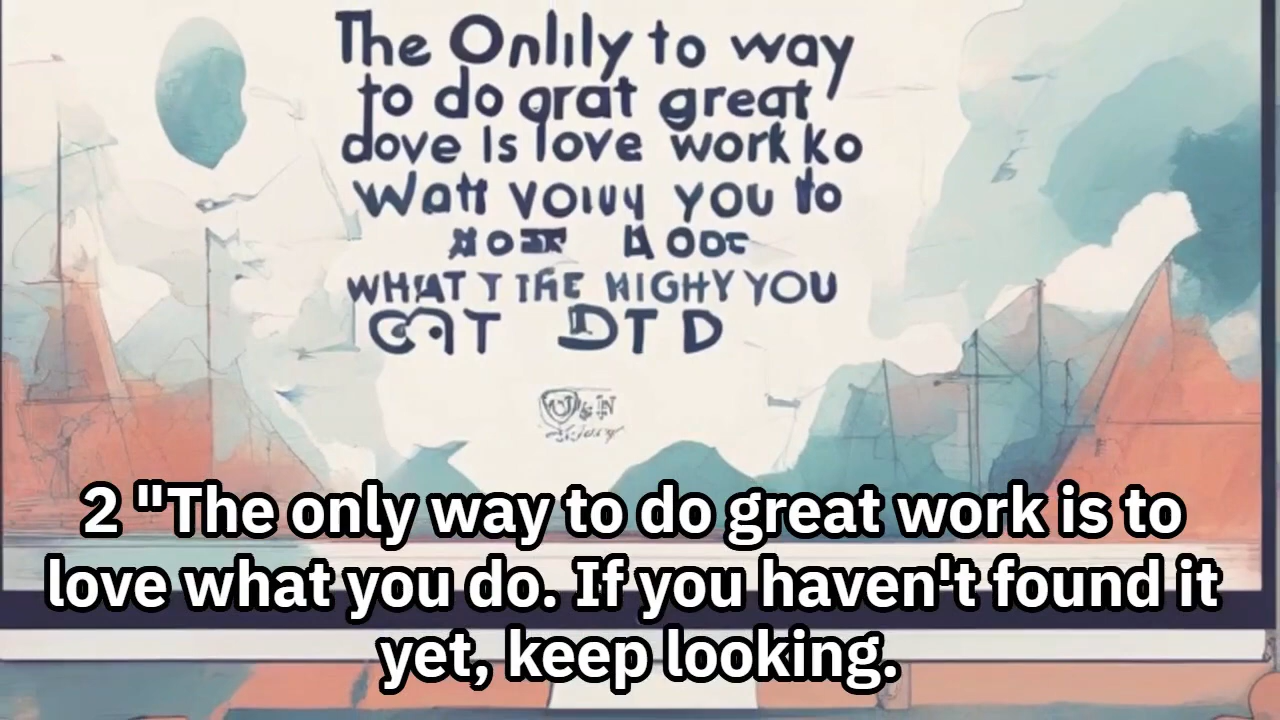 The Onlily to way
to do grat great
dove Is love work ko
Watt you to
WHAT T THE MIGHY YOU
2 "The only way to do great work is to
love what you do. If you haven't found it
yet, keep looking.